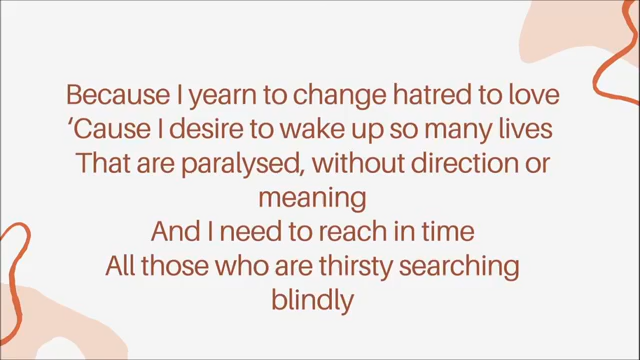 Because I yearn to change hatred to love
‘Cause I desire to wake up so many lives
That are paralysed, without direction or
meaning
And I need to reach in time
All those who are thirsty searching
blindly